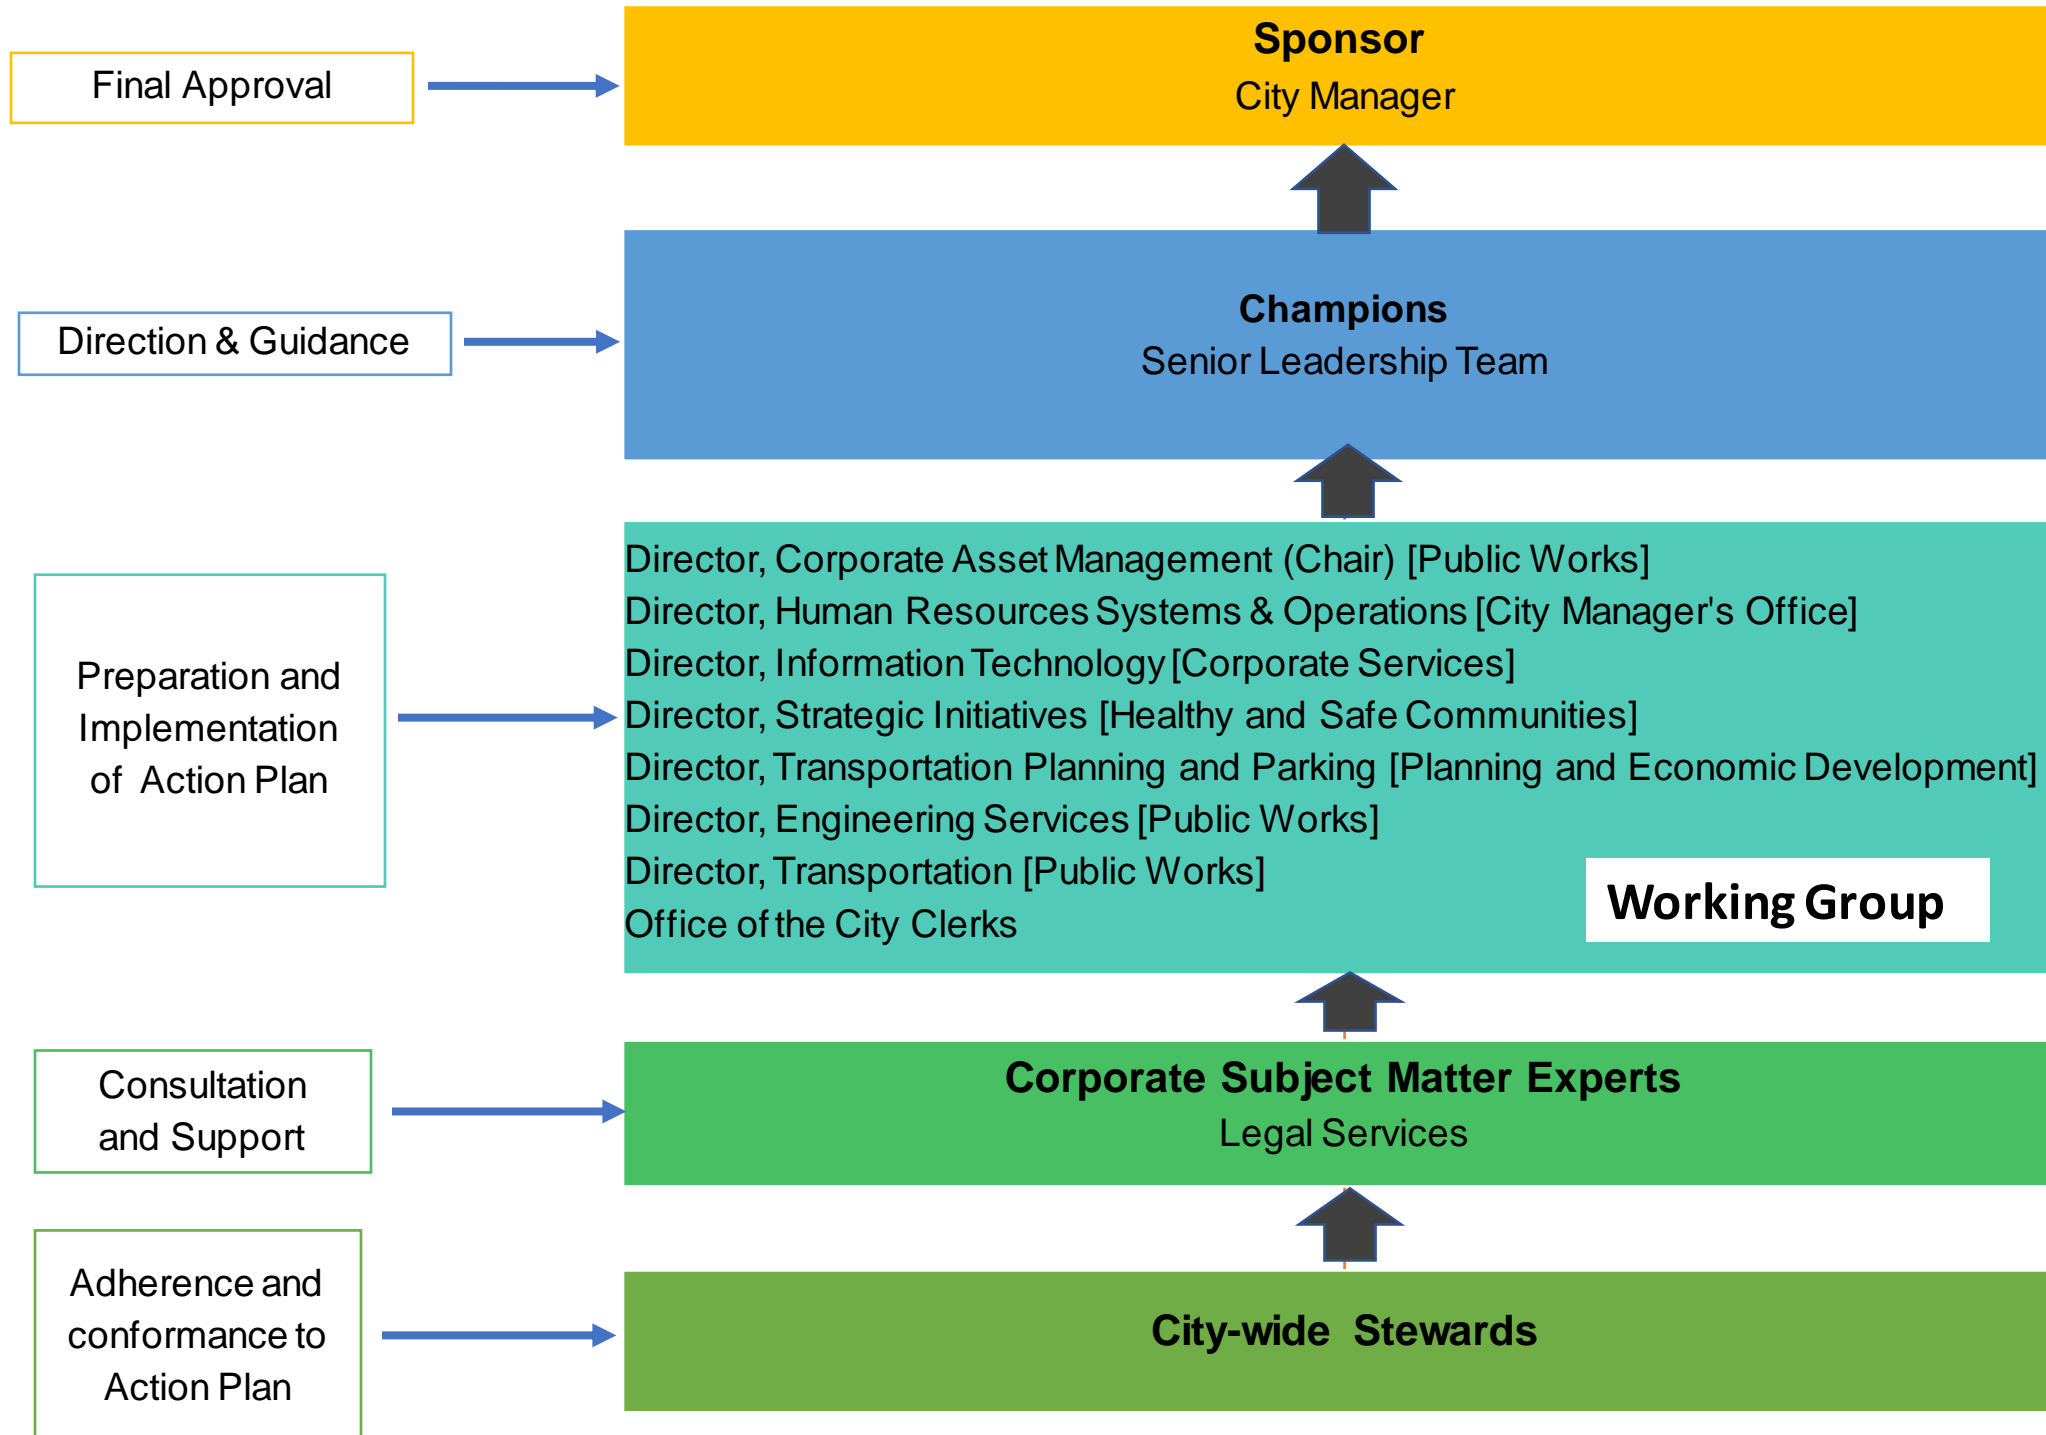 Final Approval
Sponsor
City Manager
Direction & Guidance
Champions
Senior Leadership Team
Preparation and
Implementation
of Action Plan
Director, Corporate Asset Management (Chair) [Public Works]
Director, Human Resources Systems & Operations [City Manager's Office]
Director, Information Technology [Corporate Services]
Director, Strategic Initiatives [Healthy and Safe Communities]
Director, Transportation Planning and Parking [Planning and Economic Development]
Director, Engineering Services [Public Works]
Director, Transportation [Public Works]
Office of the City Clerks
Working Group
Consultation
and Support
Corporate Subject Matter Experts
Legal Services
Adherence and
conformance to
Action Plan
City-wide Stewards